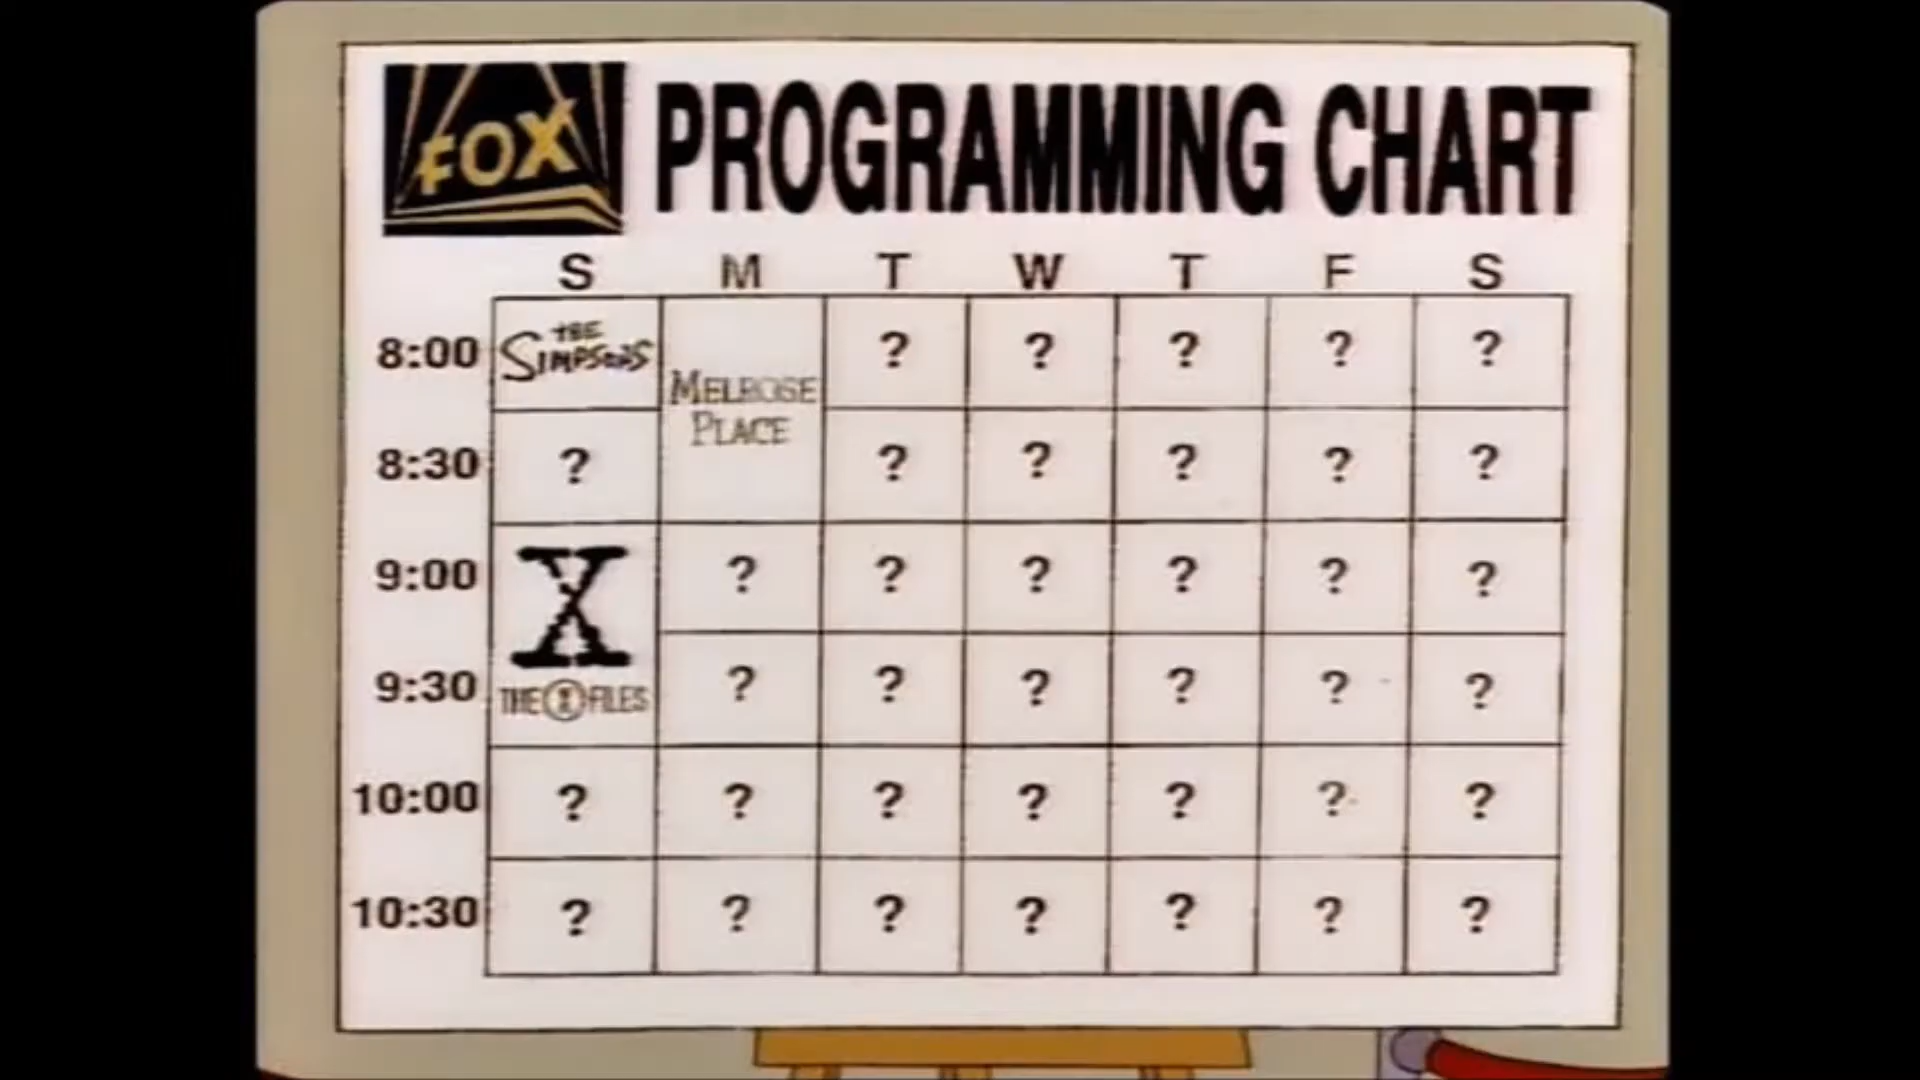 FOX PROGRAMMING CHART
S M T W T F S
8:00 THE SIMPSONS ? ? ? ? ?
MELROSE PLACE
8:30 ? ? ? ? ? ?
9:00 X ? ? ? ? ? ?
9:30 THE X FILES ? ? ? ? ? ?
10:00 ? ? ? ? ? ? ?
10:30 ? ? ? ? ? ? ?